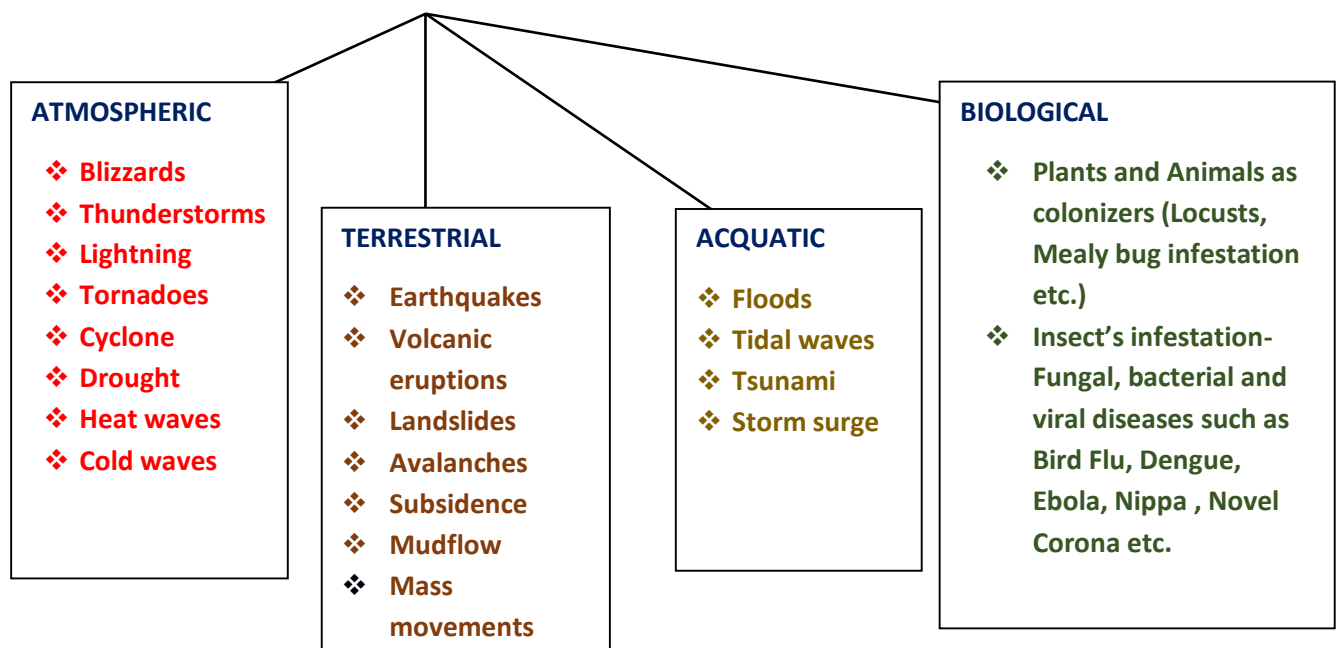 ATMOSPHERIC
❖ Blizzards
❖ Thunderstorms
❖ Lightning
❖ Tornadoes
❖ Cyclone
❖ Drought
❖ Heat waves
❖ Cold waves
TERRESTRIAL
❖ Earthquakes
❖ Volcanic
eruptions
❖ Landslides
❖ Avalanches
❖ Subsidence
❖ Mudflow
❖ Mass
movements
ACQUATIC
❖ Floods
❖ Tidal waves
❖ Tsunami
❖ Storm surge
BIOLOGICAL
❖ Plants and Animals as
colonizers (Locusts,
Mealy bug infestation
etc.)
❖ Insect’s infestation-
Fungal, bacterial and
viral diseases such as
Bird Flu, Dengue,
Ebola, Nippa , Novel
Corona etc.